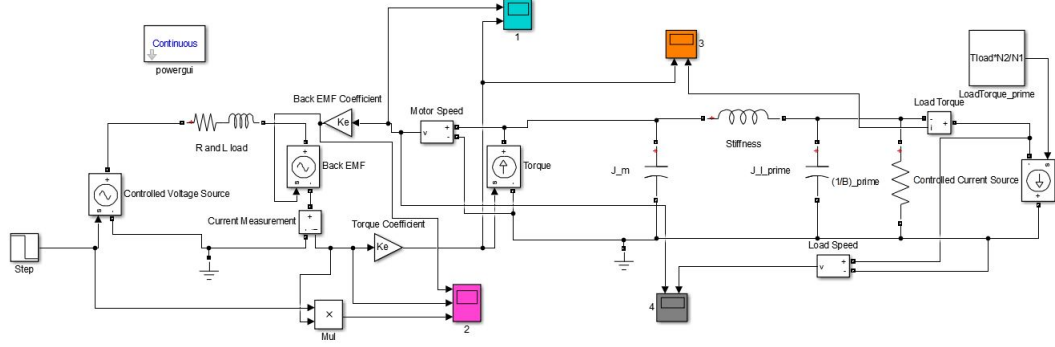 Continuous
powergui
1
3
Tload*N2/N1
LoadTorque_prime
Back EMF Coefficient
Ke
Motor Speed
v
+
-
Load Torque
-
i
+
R and L load
Stiffness
Back EMF
+
s
-
Torque
+
s
-
J_m
+
J_l_prime
+
(1/B)_prime
+
Controlled Current Source
-
s
+
Controlled Voltage Source
+
s
-
Current Measurement
+
-
i
Torque Coefficient
Ke
Step
Load Speed
v
+
-
×
Mul
2
4